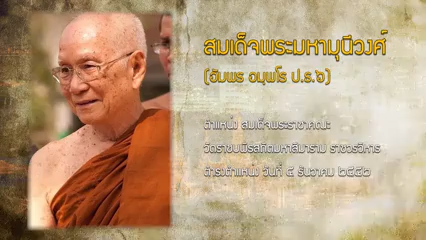 สมเด็จพระมหามุนีวงศ์
(อัมพร อมฺพโร ป.ธ.๖)
ตำแหน่ง สมเด็จพระราชาคณะ
วัดราชบพิธสถิตมหาสีมาราม ราชวรวิหาร
ดำรงตำแหน่ง วันที่ ๕ ธันวาคม ๒๕๕๒